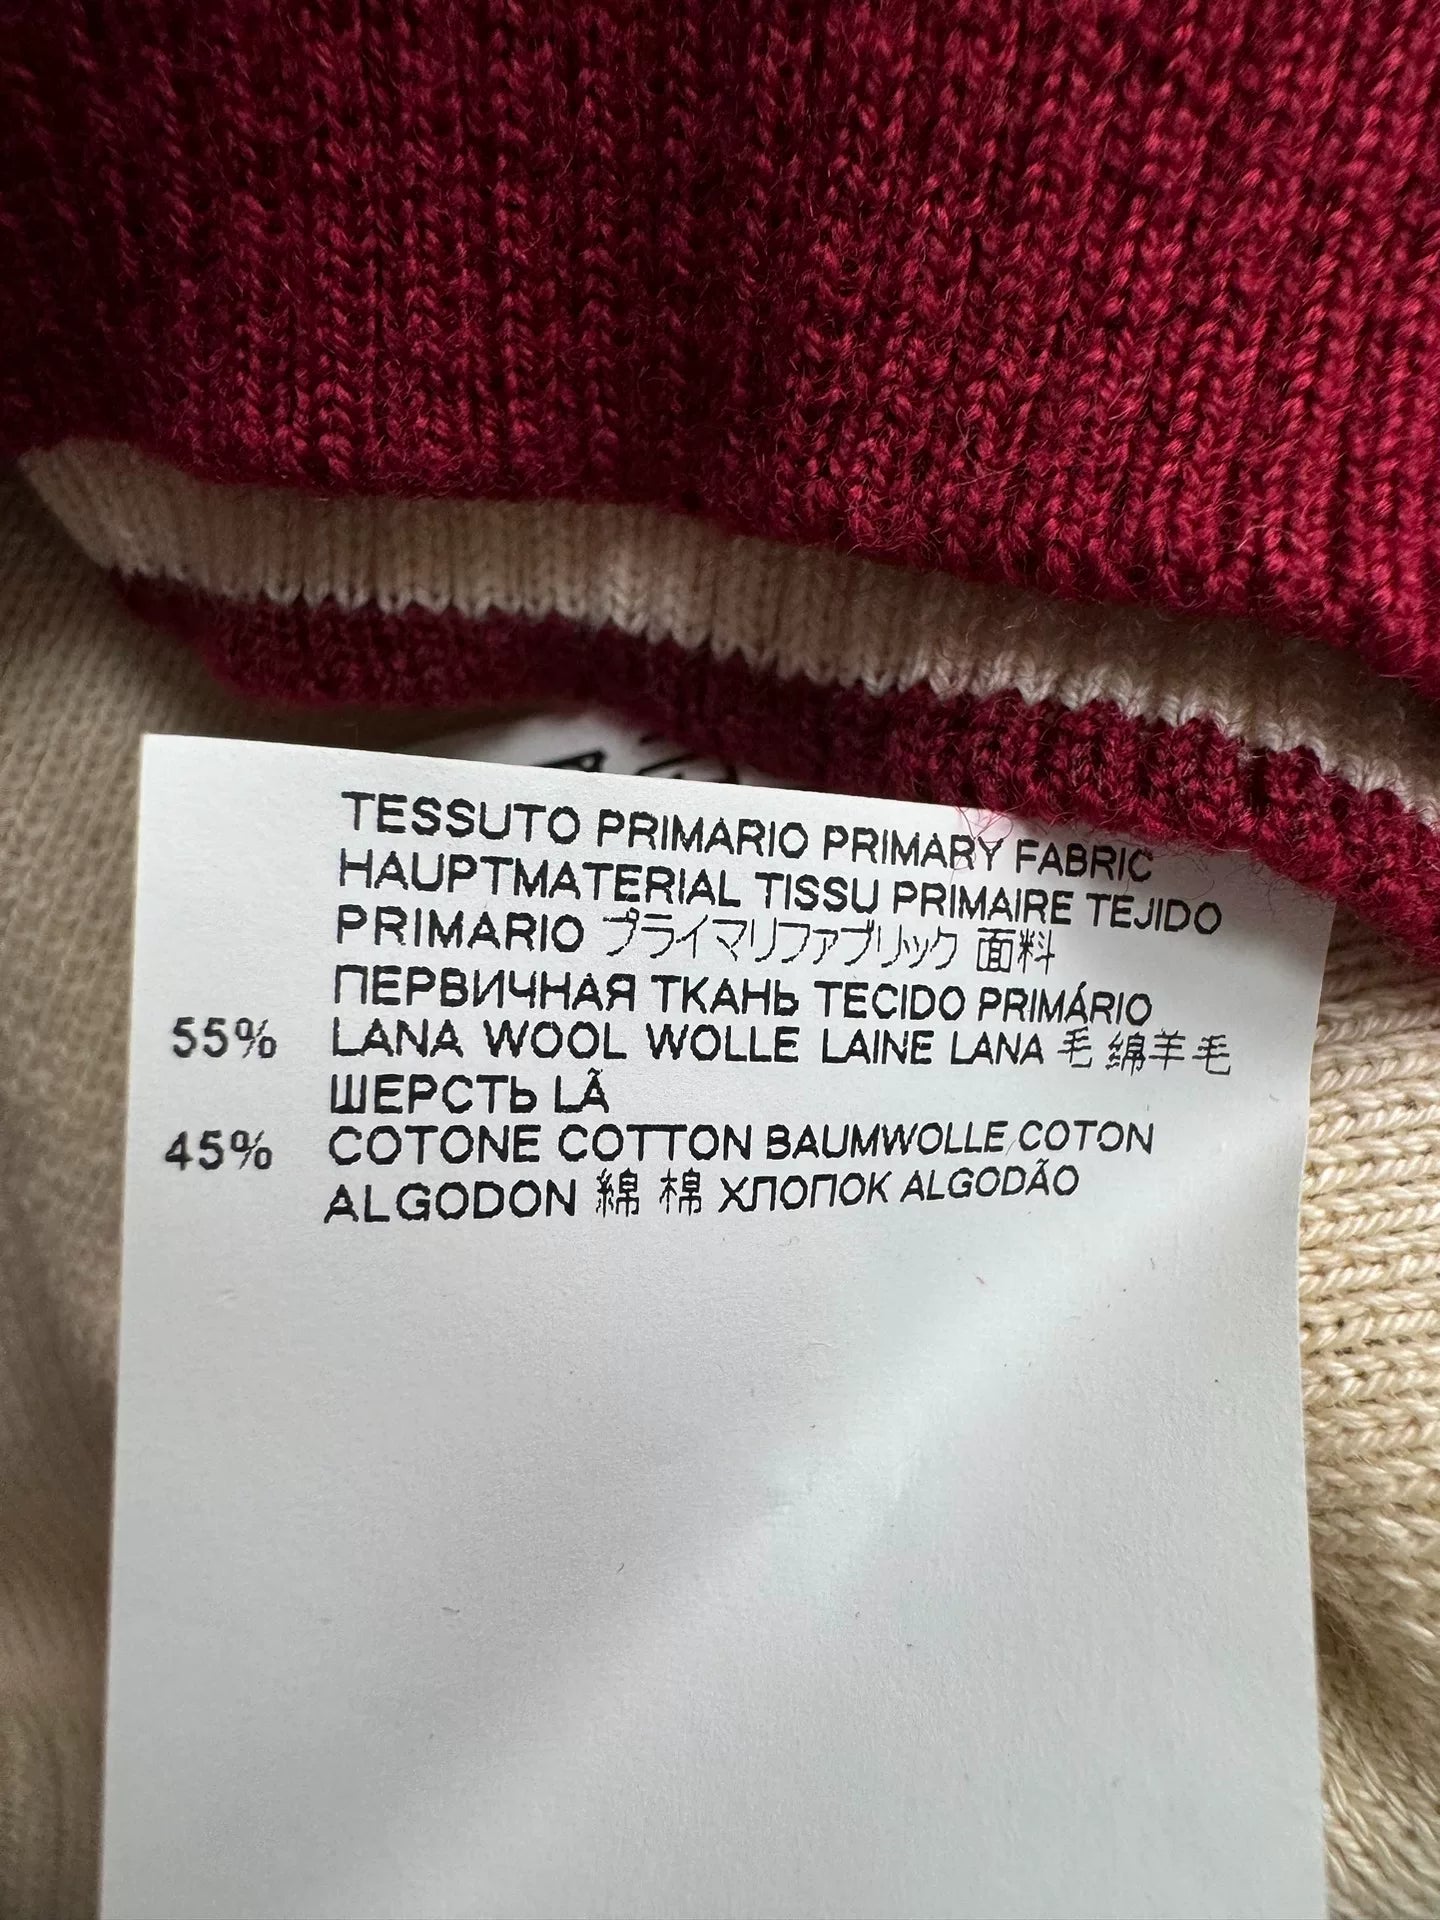 TESSUTO PRIMARIO PRIMARY FABRIC
HAUPTMATERIAL TISSU PRIMAIRE TEJIDO
PRIMARIO プライマリファブリック 面料
ПЕРВИЧНАЯ ТКАНЬ TECIDO PRIMÁRIO
55% LANA WOOL WOLLE LAINE LANA 毛 綿羊毛
ШЕРСТЬ LÃ
45% COTONE COTTON BAUMWOLLE COTON
ALGODON 綿 棉 ХЛОПОК ALGODÃO